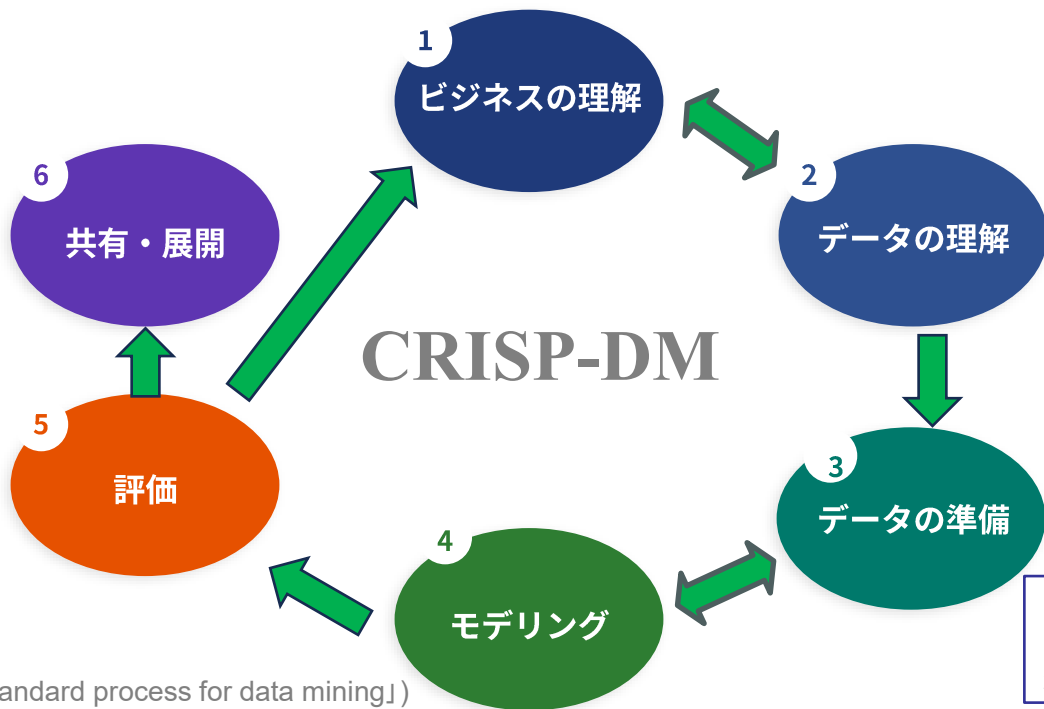 1
ビジネスの理解
2
データの理解
3
データの準備
4
モデリング
5
評価
6
共有・展開
CRISP-DM
andard process for data mining」)